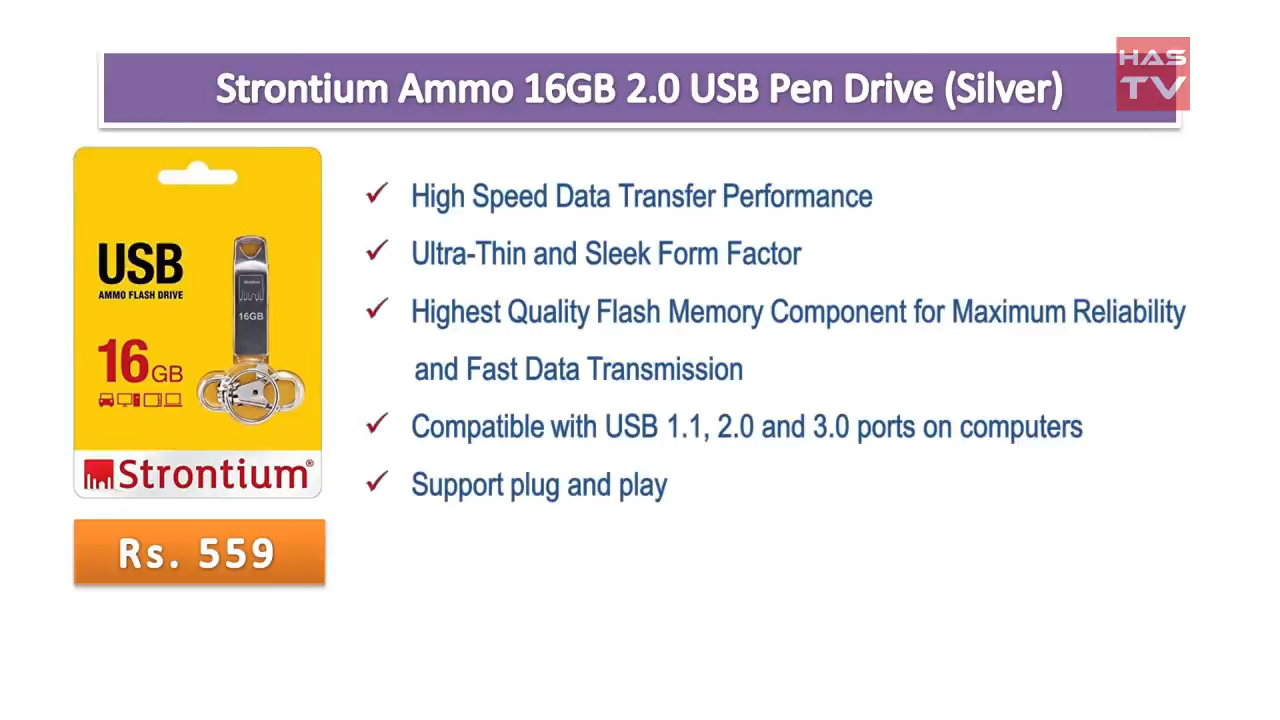 Strontium Ammo 16GB 2.0 USB Pen Drive (Silver)
HAS
TV
USB
AMMO FLASH DRIVE
16GB
16GB
Strontium®
Rs. 559
✓ High Speed Data Transfer Performance
✓ Ultra-Thin and Sleek Form Factor
✓ Highest Quality Flash Memory Component for Maximum Reliability
and Fast Data Transmission
✓ Compatible with USB 1.1, 2.0 and 3.0 ports on computers
✓ Support plug and play